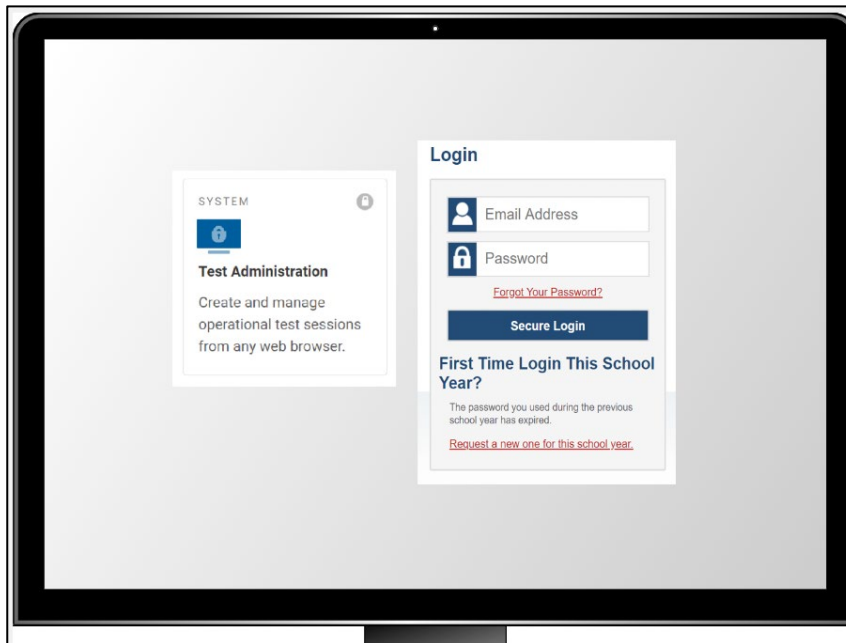 SYSTEM
Test Administration
Create and manage
operational test sessions
from any web browser.
Login
Email Address
Password
Forgot Your Password?
Secure Login
First Time Login This School
Year?
The password you used during the previous
school year has expired.
Request a new one for this school year.